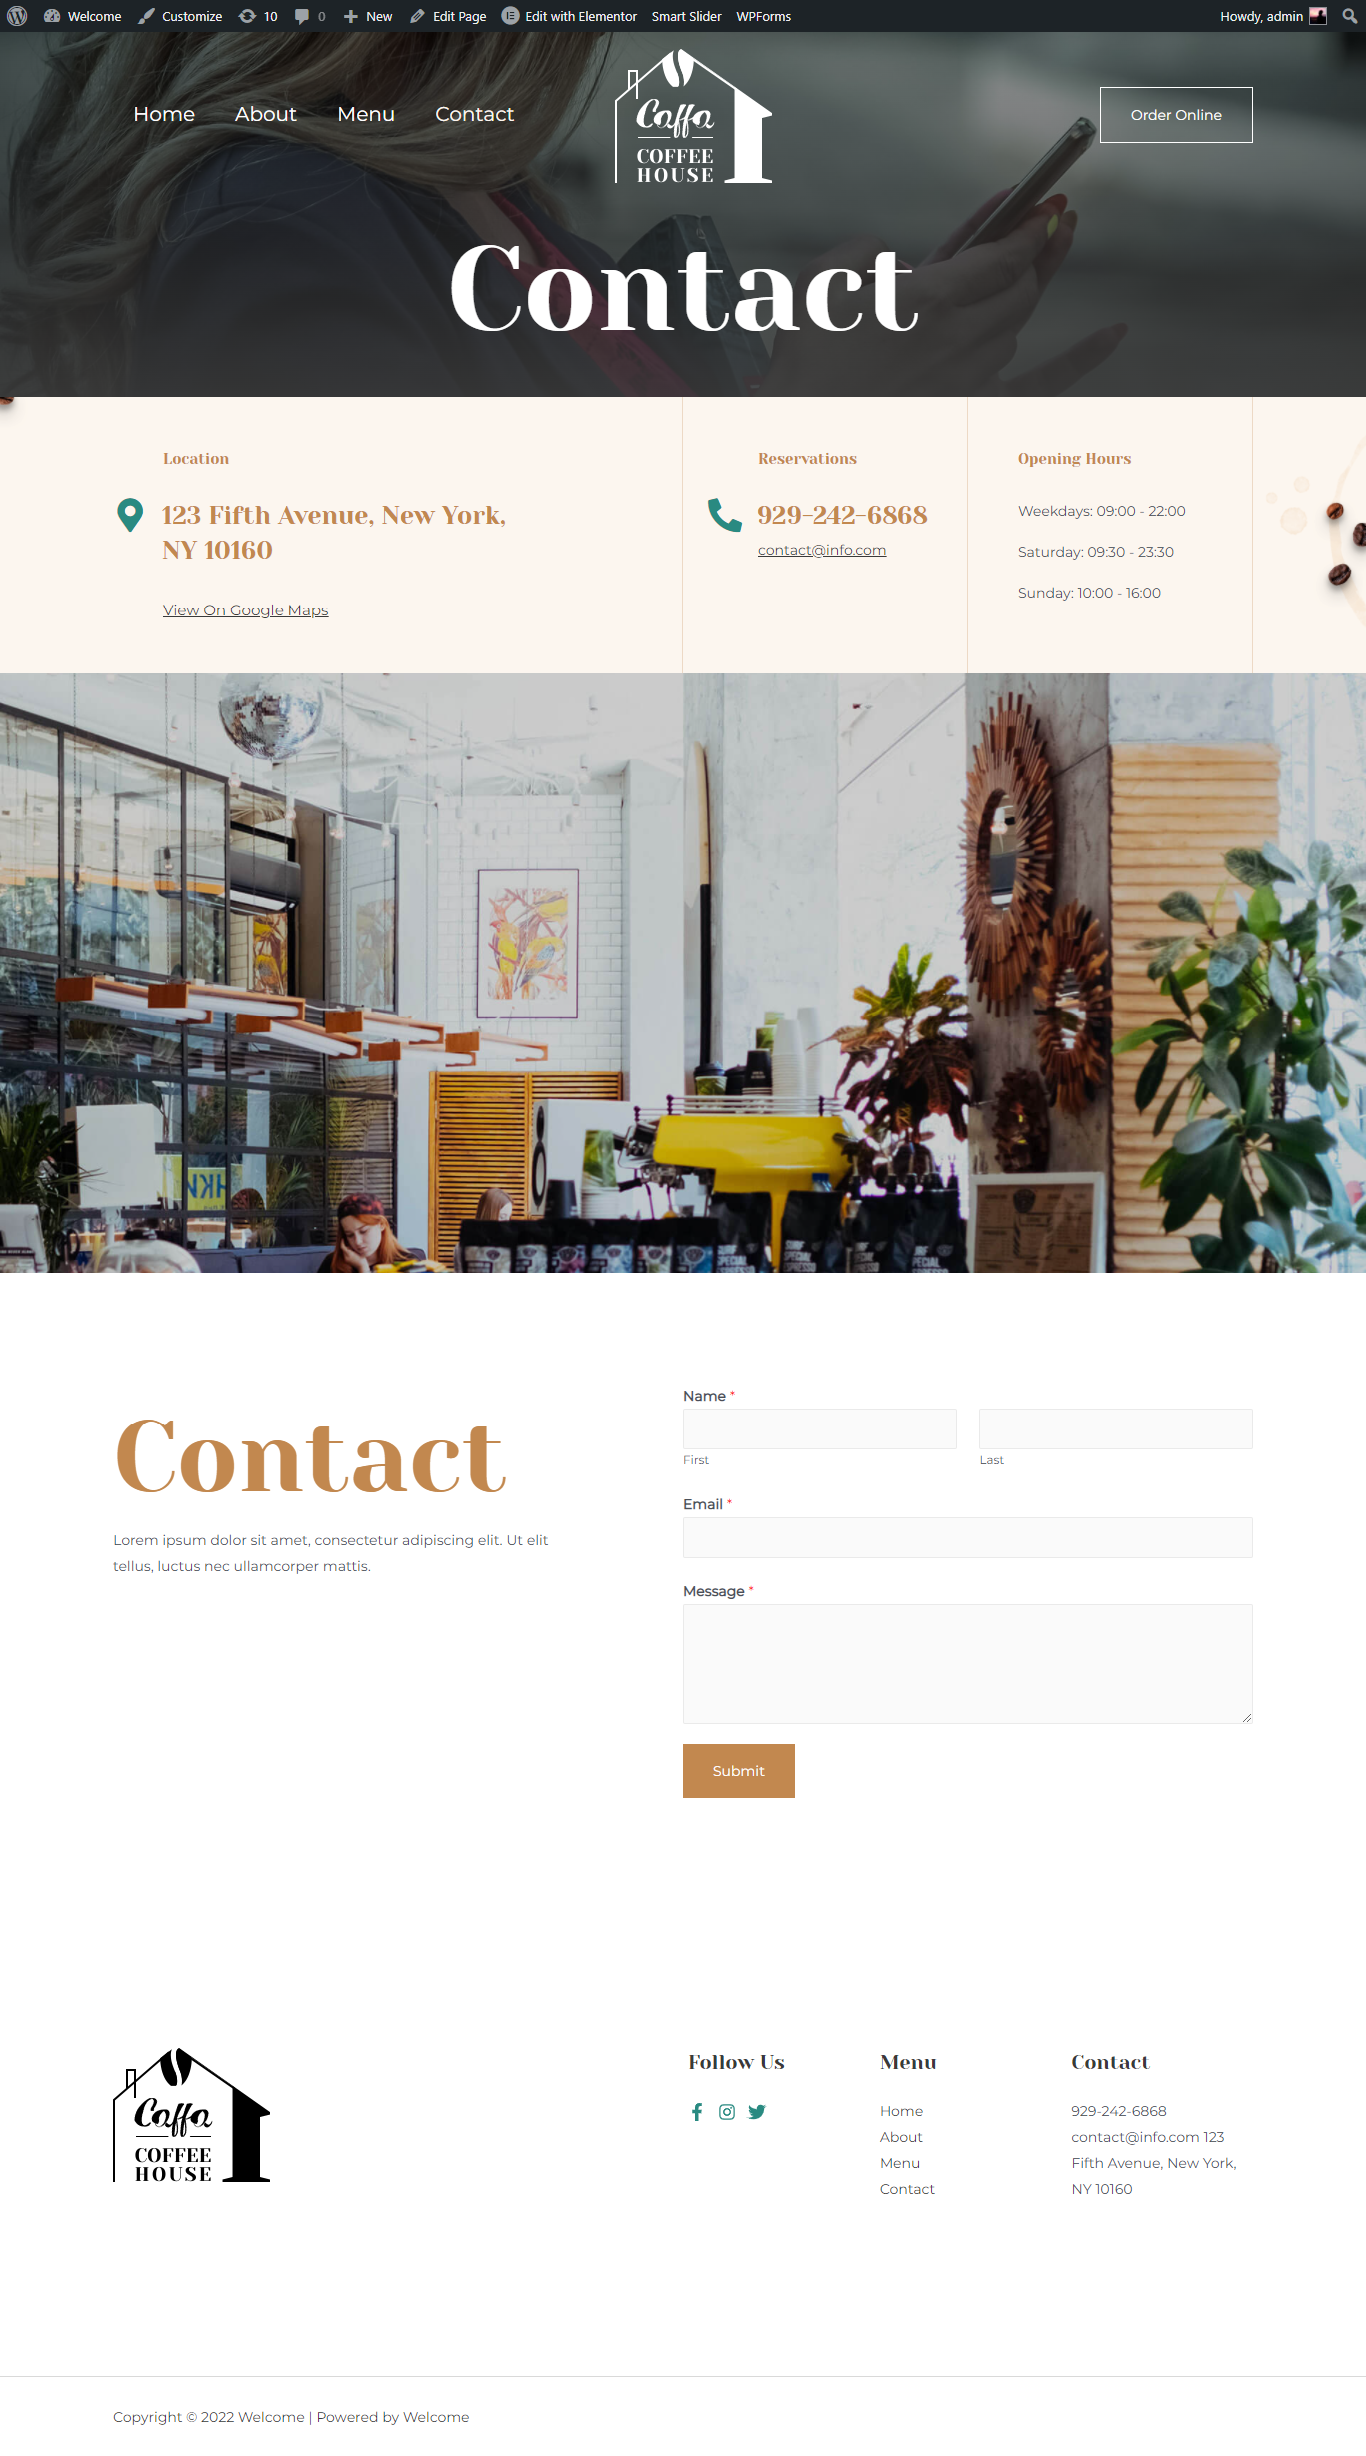 Welcome Customize 10 0 New Edit Page Edit with Elementor Smart Slider WPForms Howdy, admin
Home About Menu Contact
Caffa
COFFEE
HOUSE
Order Online
Contact
Location
123 Fifth Avenue, New York,
NY 10160
View On Google Maps
Reservations
929-242-6868
contact@info.com
Opening Hours
Weekdays: 09:00 - 22:00
Saturday: 09:30 - 23:30
Sunday: 10:00 - 16:00
SPECIAL
ESPRESSO
SPECIAL
Contact
Lorem ipsum dolor sit amet, consectetur adipiscing elit. Ut elit
tellus, luctus nec ullamcorper mattis.
Name *
First Last
Email *
Message *
Submit
Caffa
COFFEE
HOUSE
Follow Us
Menu
Home
About
Menu
Contact
Contact
929-242-6868
contact@info.com 123
Fifth Avenue, New York,
NY 10160
Copyright © 2022 Welcome | Powered by Welcome